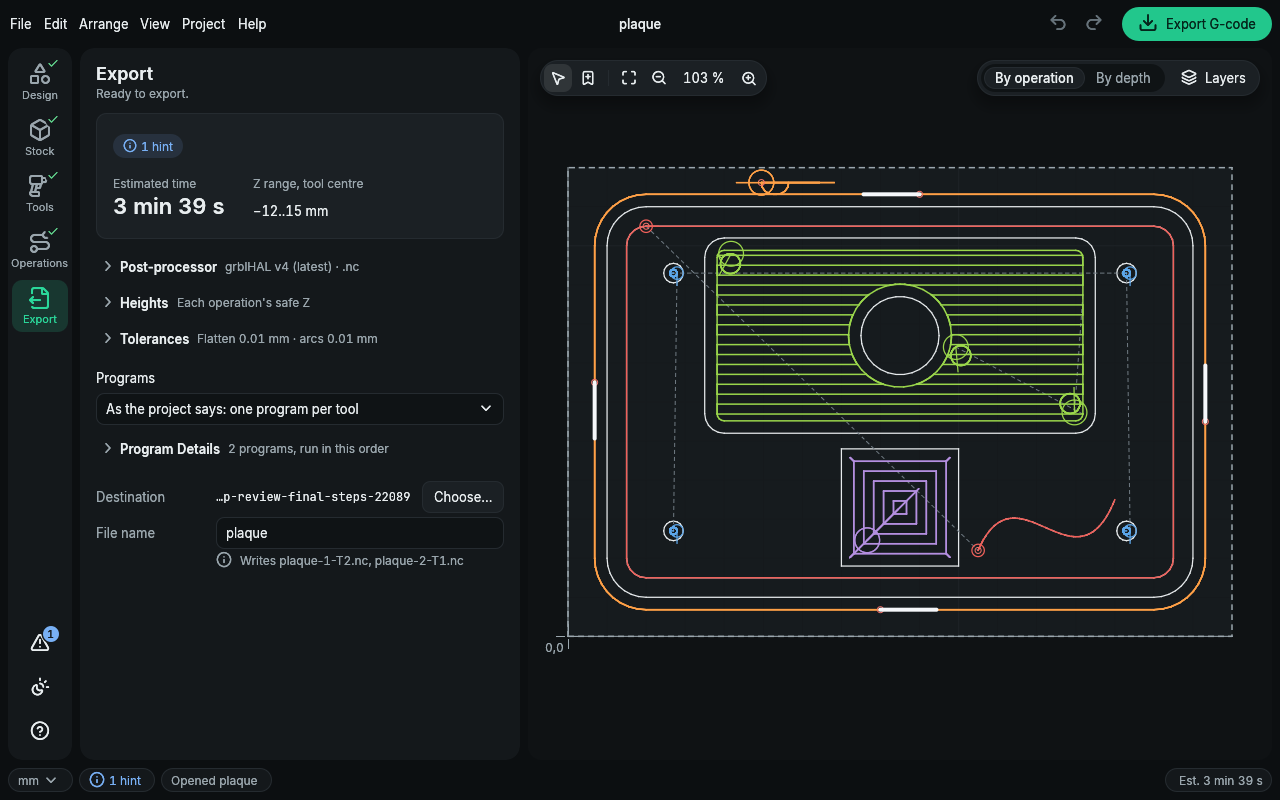 File Edit Arrange View Project Help
plaque
Export G-code
Design
Stock
Tools
Operations
Export
1
Export
Ready to export.
1 hint
Estimated time
3 min 39 s
Z range, tool centre
−12..15 mm
Post-processor grblHAL v4 (latest) · .nc
Heights Each operation's safe Z
Tolerances Flatten 0.01 mm · arcs 0.01 mm
Programs
As the project says: one program per tool
Program Details 2 programs, run in this order
Destination …p-review-final-steps-22089 Choose...
File name plaque
Writes plaque-1-T2.nc, plaque-2-T1.nc
103 %
By operation By depth Layers
0,0
mm 1 hint Opened plaque
Est. 3 min 39 s